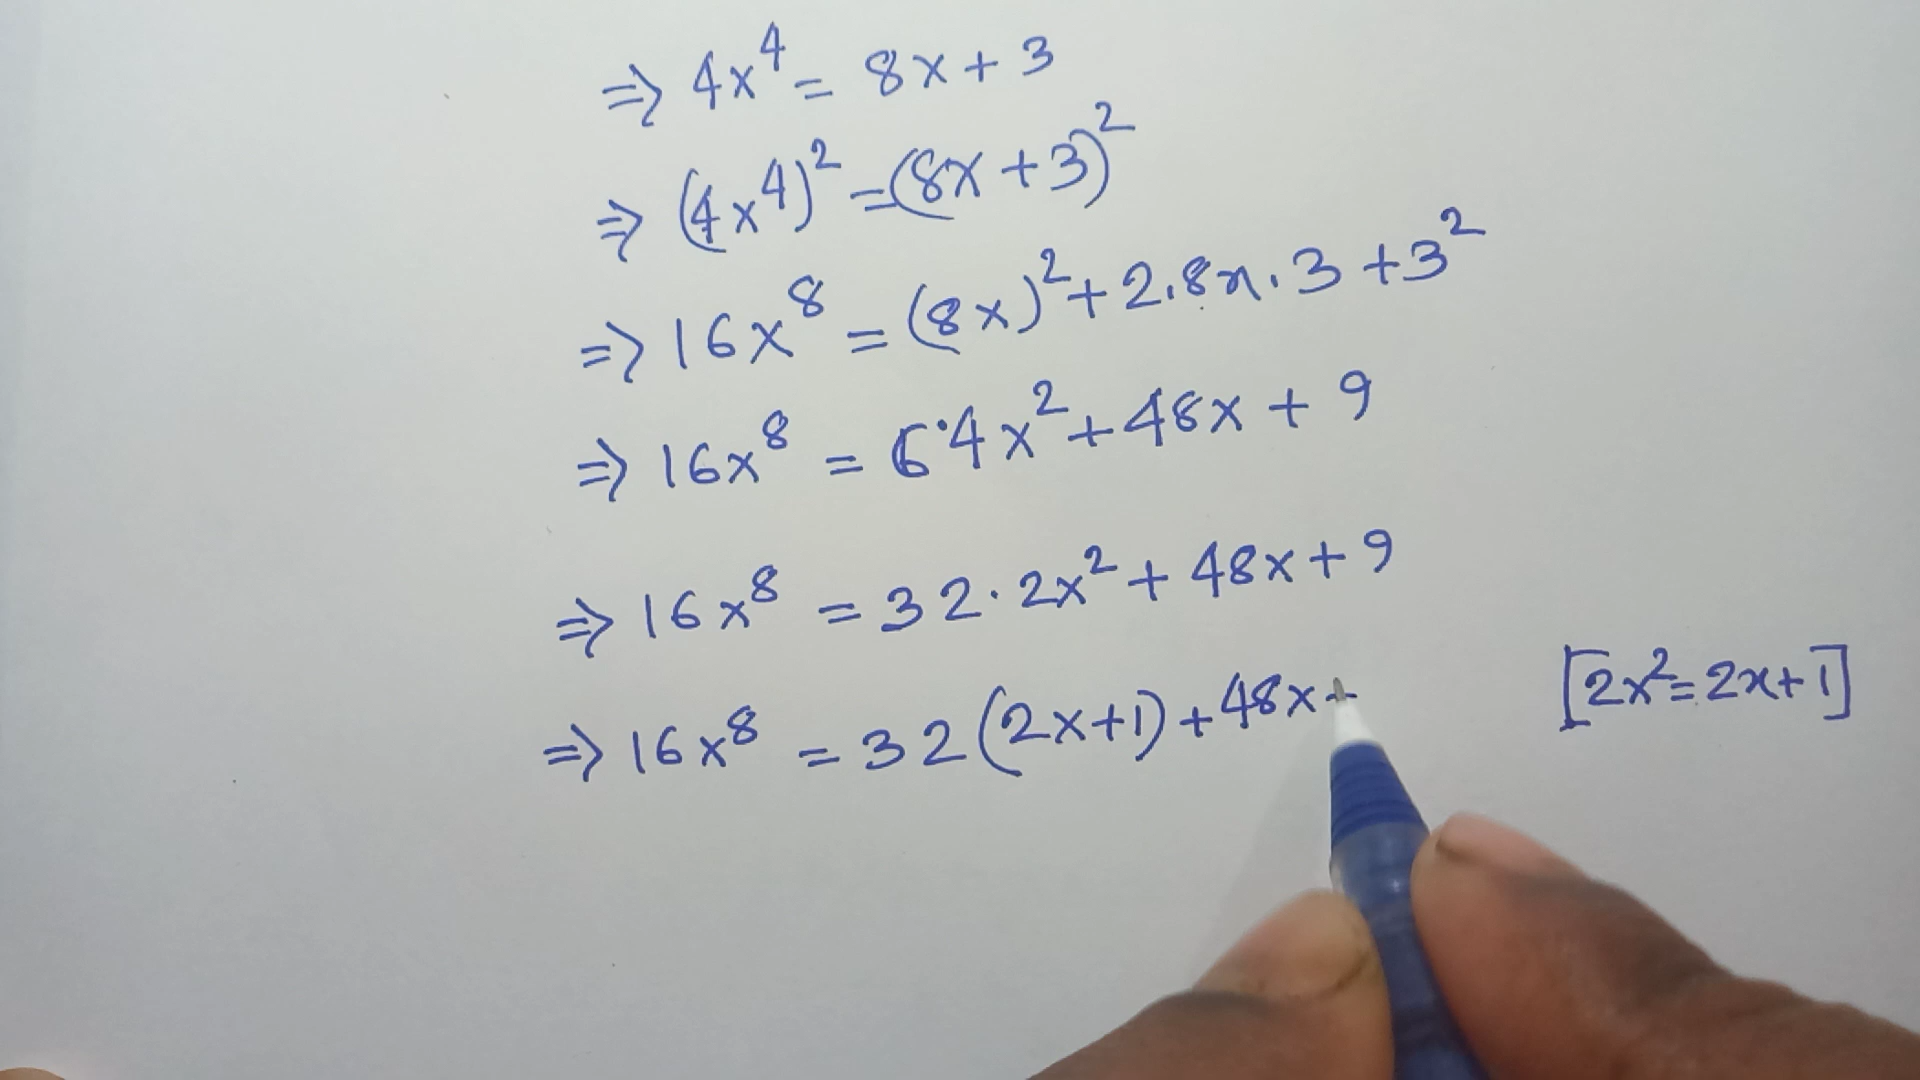 ⇒ 4x⁴ = 8x + 3
⇒ (4x⁴)² = (8x + 3)²
⇒ 16x⁸ = (8x)² + 2.8x.3 + 3²
⇒ 16x⁸ = 64x² + 48x + 9
⇒ 16x⁸ = 32·2x² + 48x + 9
⇒ 16x⁸ = 32(2x+1) + 48x + [2x² = 2x+1]